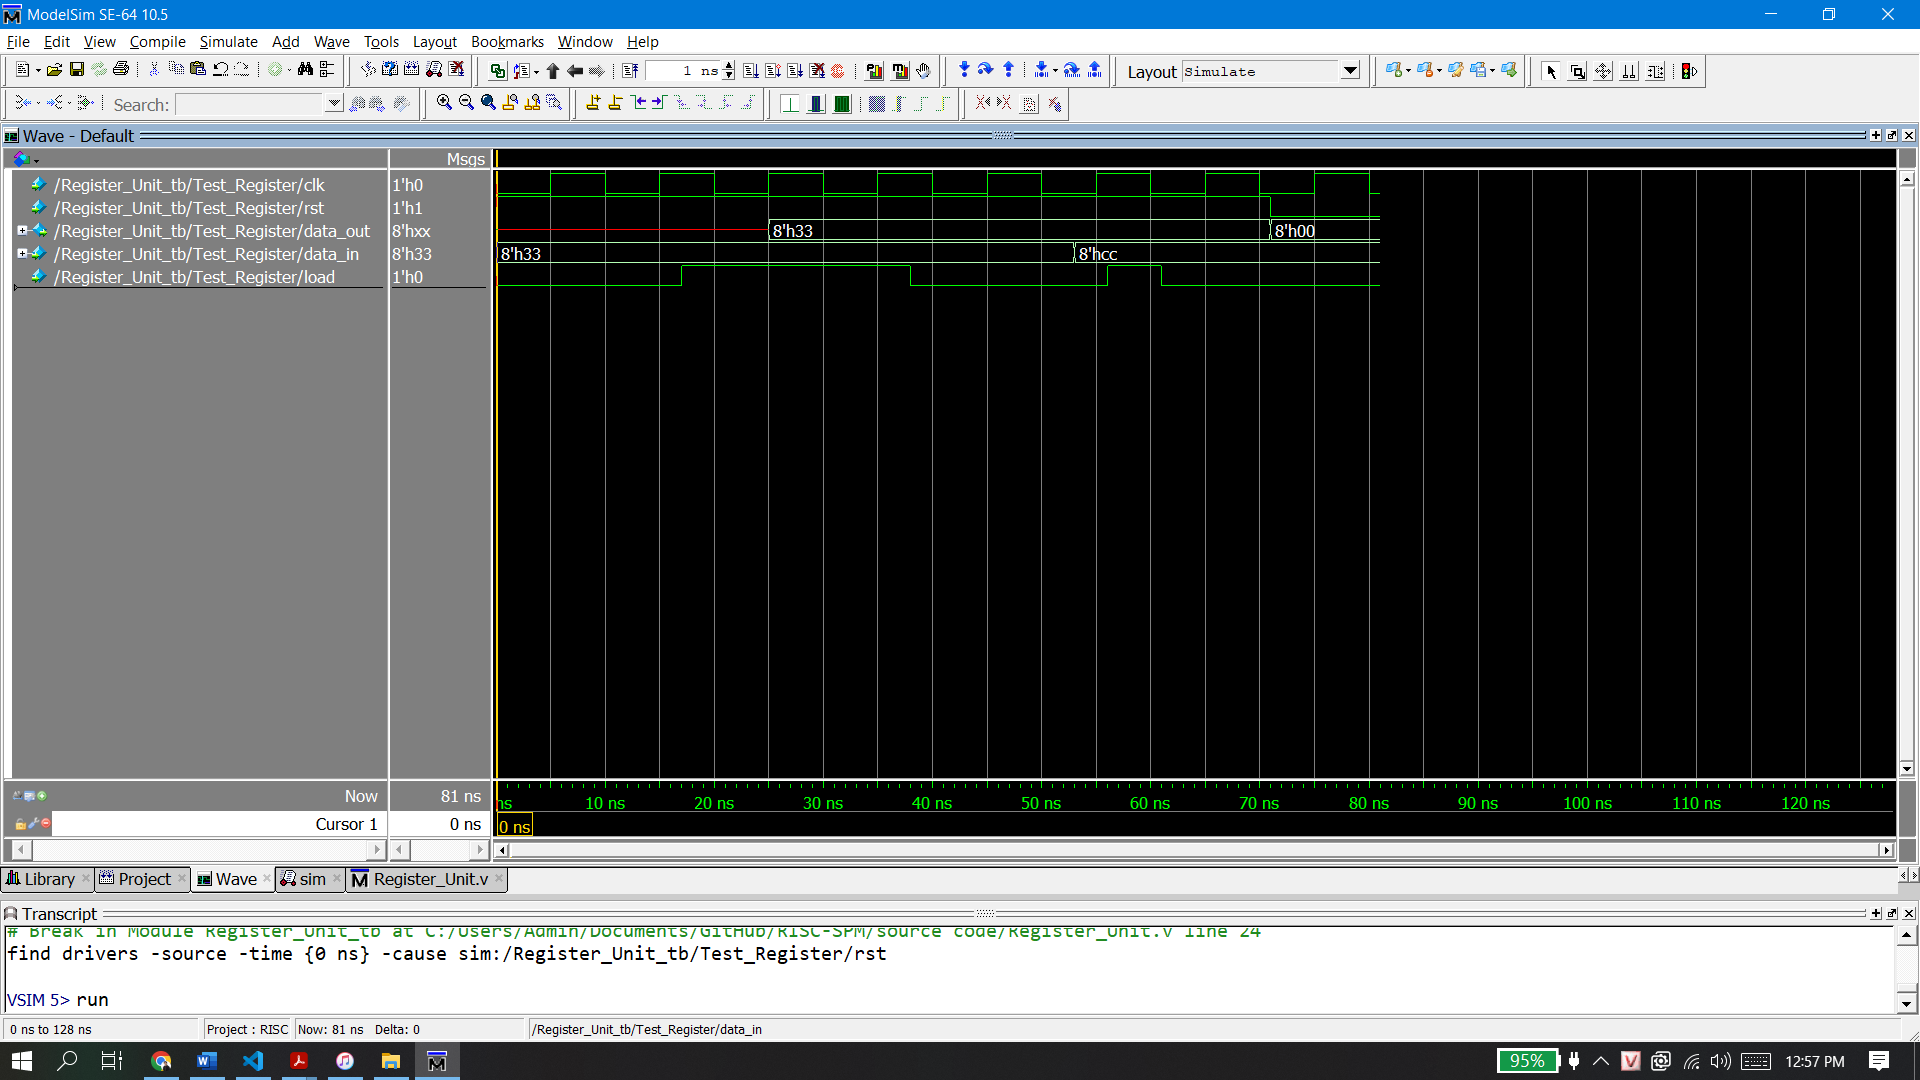 ModelSim SE-64 10.5
File Edit View Compile Simulate Add Wave Tools Layout Bookmarks Window Help
1 ns
Layout Simulate
Search:
Wave - Default
Msgs
/Register_Unit_tb/Test_Register/clk 1'h0
/Register_Unit_tb/Test_Register/rst 1'h1
/Register_Unit_tb/Test_Register/data_out 8'hxx 8'h33 8'h00
/Register_Unit_tb/Test_Register/data_in 8'h33 8'h33 8'hcc
/Register_Unit_tb/Test_Register/load 1'h0
Now 81 ns ns 10 ns 20 ns 30 ns 40 ns 50 ns 60 ns 70 ns 80 ns 90 ns 100 ns 110 ns 120 ns
Cursor 1 0 ns 0 ns
Library Project Wave sim Register_Unit.v
Transcript
# Break in Module Register_Unit_tb at C:/Users/Admin/Documents/GitHub/RISC-SPM/source code/Register_Unit.v line 24
find drivers -source -time {0 ns} -cause sim:/Register_Unit_tb/Test_Register/rst
VSIM 5> run
0 ns to 128 ns Project : RISC Now: 81 ns Delta: 0 /Register_Unit_tb/Test_Register/data_in
95% 12:57 PM